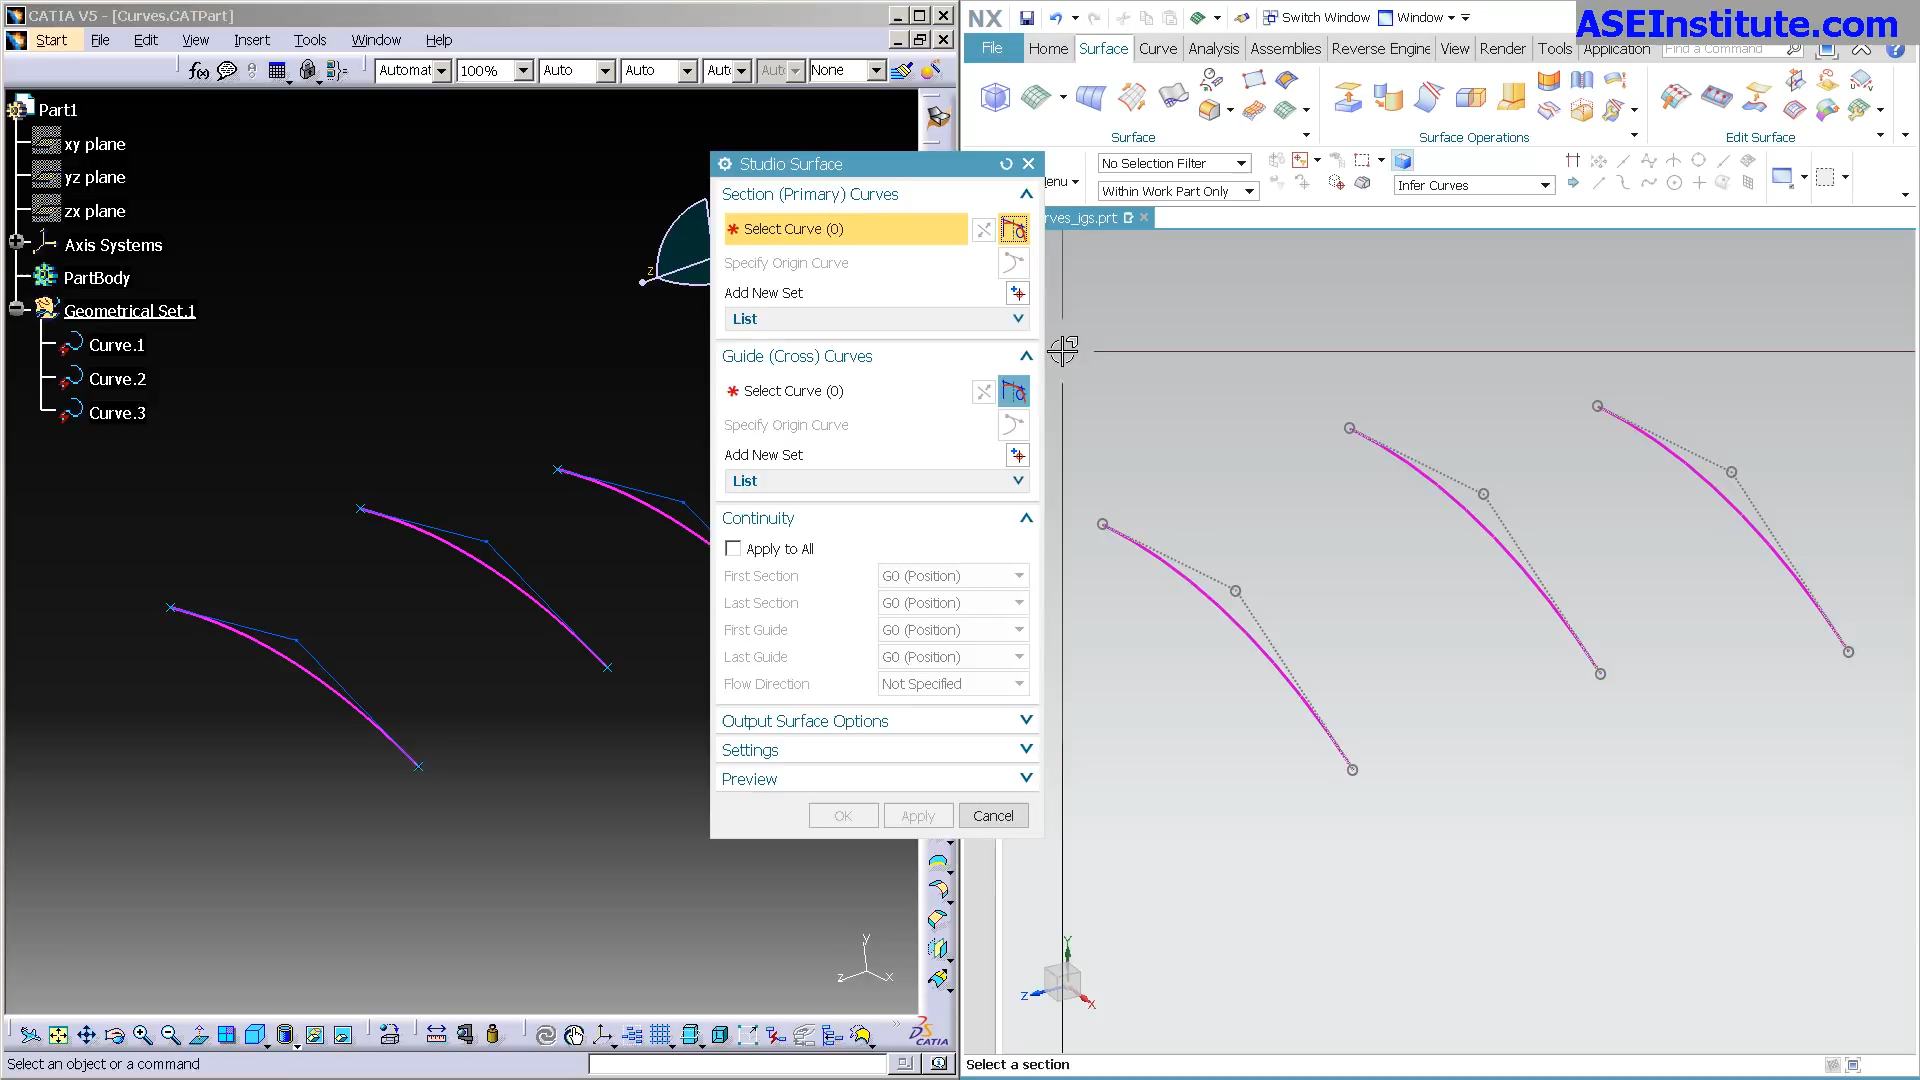 CATIA V5 - [Curves.CATPart]
Start File Edit View Insert Tools Window Help
f(x) Automat 100% Auto Auto Aut Aut None
Part1
xy plane
yz plane
zx plane
Axis Systems
PartBody
Geometrical Set.1
Curve.1
Curve.2
Curve.3
z
Y
Z X
CATIA
Select an object or a command
NX Switch Window Window
ASEInstitute.com
File Home Surface Curve Analysis Assemblies Reverse Engine View Render Tools Application Find a Command
Surface Surface Operations Edit Surface
No Selection Filter
enu Within Work Part Only Infer Curves
rves_igs.prt
Studio Surface
Section (Primary) Curves
* Select Curve (0)
Specify Origin Curve
Add New Set
List
Guide (Cross) Curves
* Select Curve (0)
Specify Origin Curve
Add New Set
List
Continuity
Apply to All
First Section G0 (Position)
Last Section G0 (Position)
First Guide G0 (Position)
Last Guide G0 (Position)
Flow Direction Not Specified
Output Surface Options
Settings
Preview
OK Apply Cancel
Y
Z X
Select a section